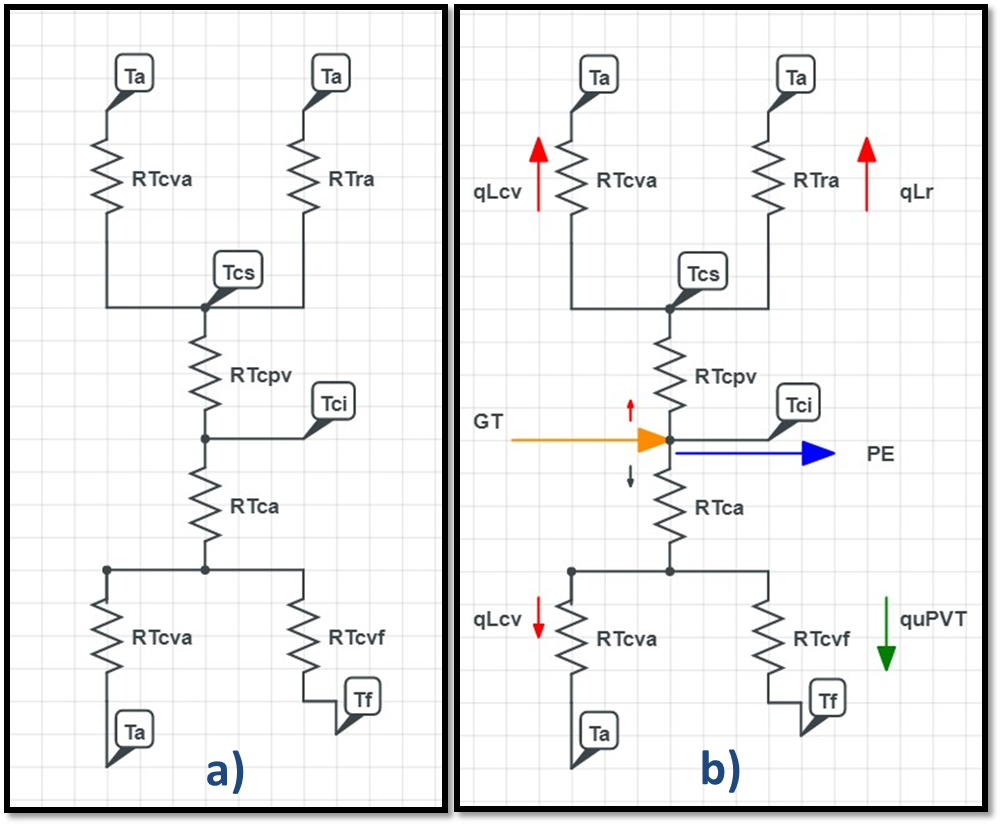 Ta
Ta
RTcva
RTra
Tcs
RTcpv
Tci
RTca
RTcva
RTcvf
Tf
Ta
a)
Ta
Ta
qLcv
RTcva
RTra
qLr
Tcs
RTcpv
Tci
GT
PE
RTca
qLcv
RTcva
RTcvf
quPVT
Tf
Ta
b)